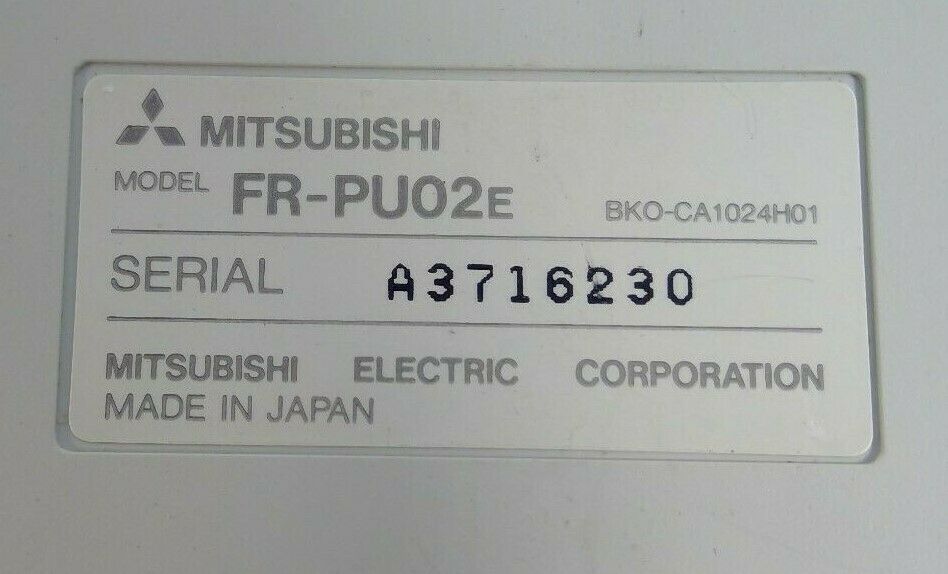 MITSUBISHI
MODEL FR-PU02E BKO-CA1024H01
SERIAL A3716230
MITSUBISHI ELECTRIC CORPORATION
MADE IN JAPAN